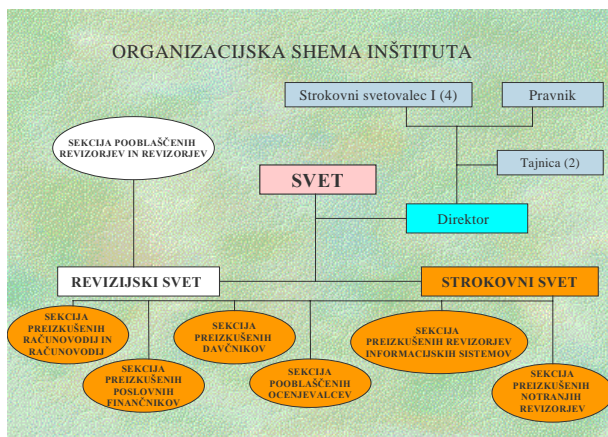 ORGANIZACIJSKA SHEMA INŠTITUTA
Strokovni svetovalec I (4)
Pravnik
SEKCIJA POOBLAŠČENIH
REVIZORJEV IN REVIZORJEV
Tajnica (2)
SVET
Direktor
REVIZIJSKI SVET
STROKOVNI SVET
SEKCIJA
PREIZKUŠENIH
RAČUNOVODIJ IN
RAČUNOVODIJ
SEKCIJA
PREIZKUŠENIH
POSLOVNIH
FINANČNIKOV
SEKCIJA
PREIZKUŠENIH
DAVČNIKOV
SEKCIJA
POOBLAŠČENIH
OCENJEVALCEV
SEKCIJA
PREIZKUŠENIH REVIZORJEV
INFORMACIJSKIH SISTEMOV
SEKCIJA
PREIZKUŠENIH
NOTRANJIH
REVIZORJEV